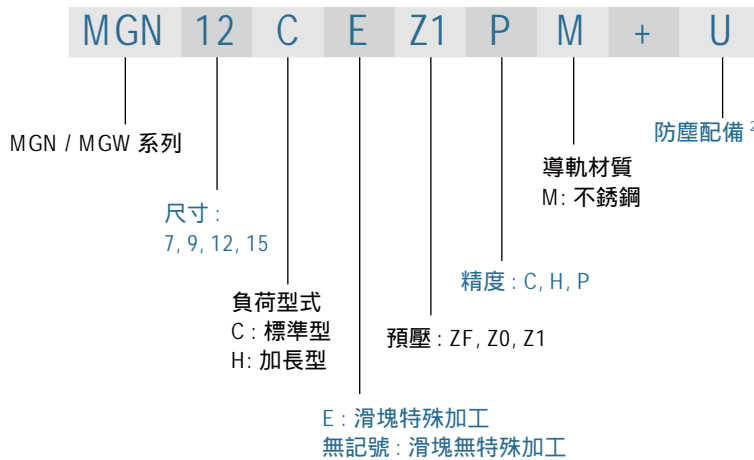 MGN 12 C E Z1 P M + U
MGN / MGW 系列
尺寸 :
7, 9, 12, 15
負荷型式
C : 標準型
H: 加長型
E : 滑塊特殊加工
無記號 : 滑塊無特殊加工
預壓 : ZF, Z0, Z1
精度 : C, H, P
導軌材質
M: 不銹鋼
防塵配備 2